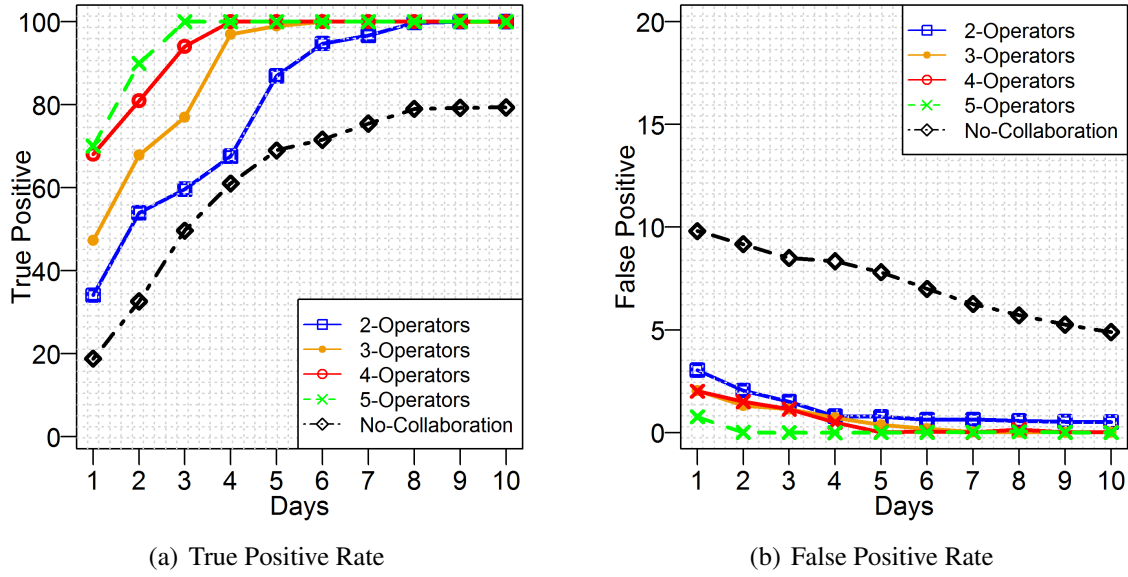 100
80
60
40
20
0
True Positive
2-Operators
3-Operators
4-Operators
5-Operators
No-Collaboration
1 2 3 4 5 6 7 8 9 10
Days
(a) True Positive Rate
20
15
10
5
0
False Positive
2-Operators
3-Operators
4-Operators
5-Operators
No-Collaboration
1 2 3 4 5 6 7 8 9 10
Days
(b) False Positive Rate